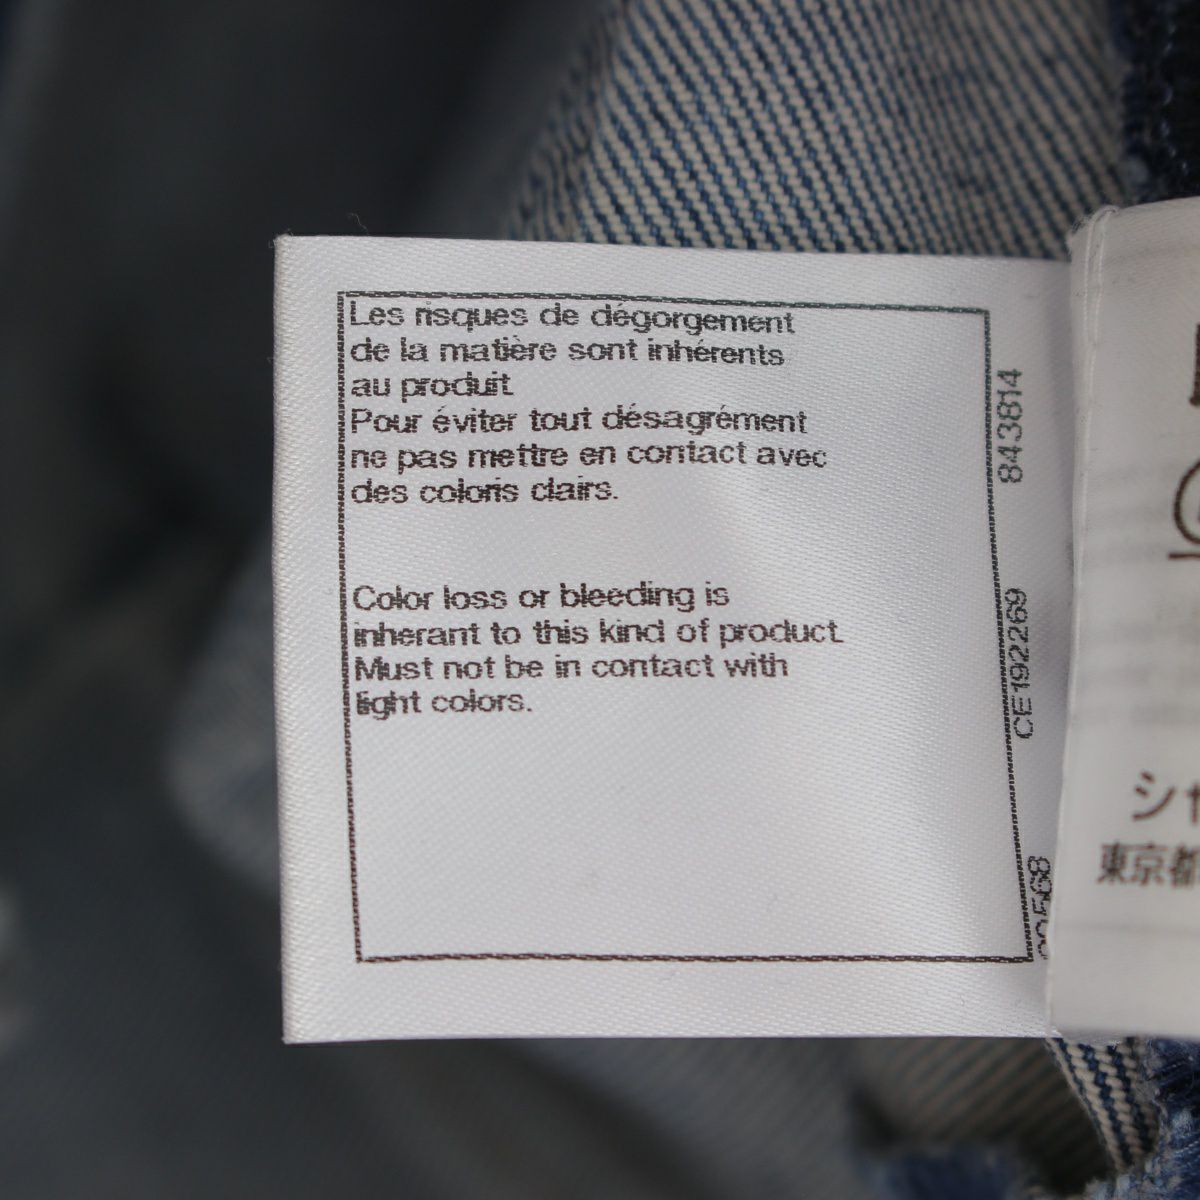 Les risques de dégorgement
de la matière sont inhérents
au produit.
Pour éviter tout désagrément
ne pas mettre en contact avec
des coloris clairs.
Color loss or bleeding is
inherant to this kind of product.
Must not be in contact with
light colors.
843814
CE192269
シャ
東京都